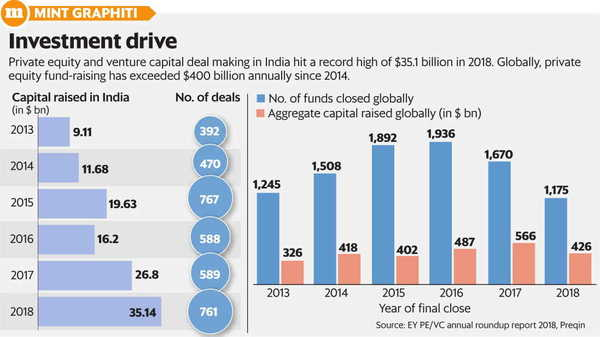 m MINT GRAPHITI
Investment drive
Private equity and venture capital deal making in India hit a record high of $35.1 billion in 2018. Globally, private
equity fund-raising has exceeded $400 billion annually since 2014.
Capital raised in India
(in $ bn)
No. of deals
2013 9.11 392
2014 11.68 470
2015 19.63 767
2016 16.2 588
2017 26.8 589
2018 35.14 761
No. of funds closed globally
Aggregate capital raised globally (in $ bn)
1,245 326
1,508 418
1,892 402
1,936 487
1,670 566
1,175 426
2013 2014 2015 2016 2017 2018
Year of final close
Source: EY PE/VC annual roundup report 2018, Preqin